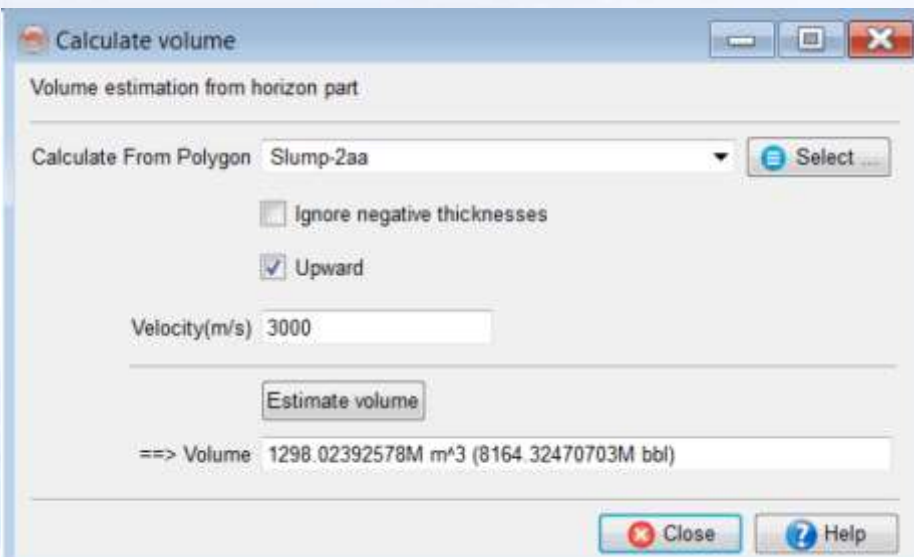 Calculate volume
Volume estimation from horizon part
Calculate From Polygon Slump-2aa Select ...
Ignore negative thicknesses
Upward
Velocity(m/s) 3000
Estimate volume
==> Volume 1298.02392578M m^3 (8164.32470703M bbl)
Close Help